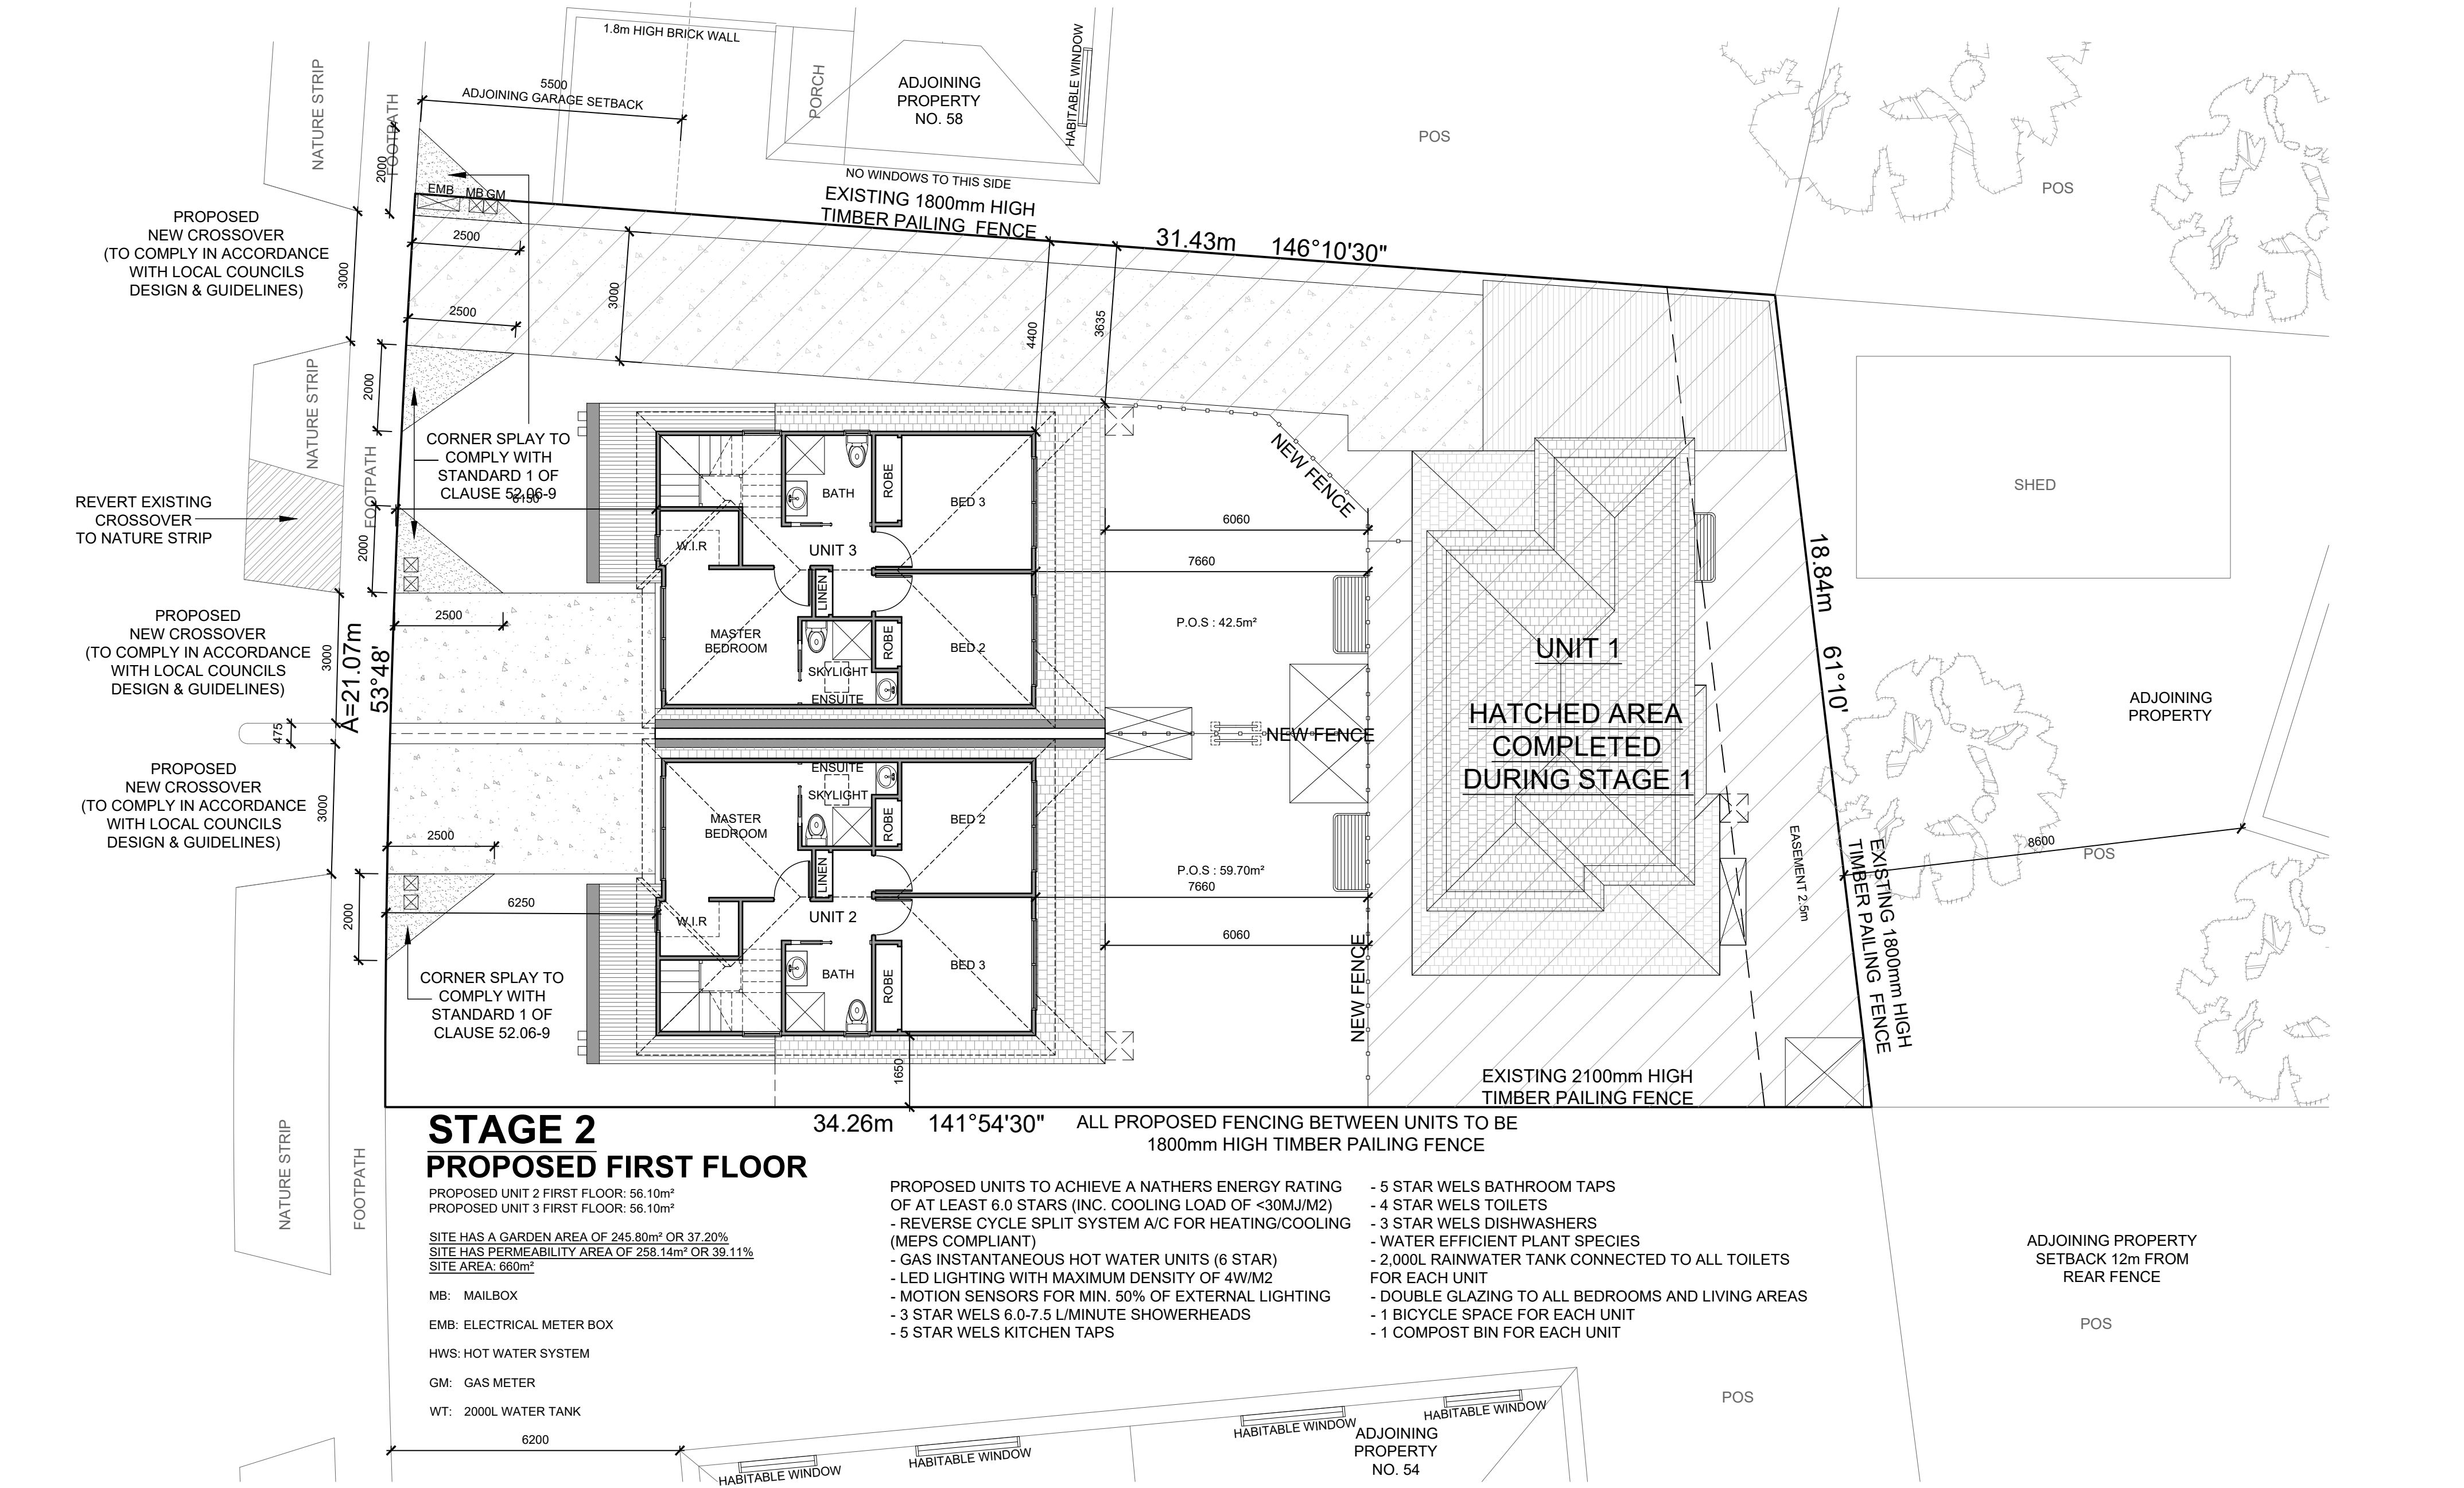 1.8m HIGH BRICK WALL
5500
ADJOINING GARAGE SETBACK
NATURE STRIP
FOOTPATH
2000
PORCH
ADJOINING
PROPERTY
NO. 58
HABITABLE WINDOW
NO WINDOWS TO THIS SIDE
POS
POS
EMB
MB
GM
EXISTING 1800mm HIGH
TIMBER PAILING FENCE
31.43m 146°10'30"
PROPOSED
NEW CROSSOVER
(TO COMPLY IN ACCORDANCE
WITH LOCAL COUNCILS
DESIGN & GUIDELINES)
3000
2500
2500
3000
4400
3635
NATURE STRIP
2000
FOOTPATH
CORNER SPLAY TO
COMPLY WITH
STANDARD 1 OF
CLAUSE 52.06-9
6150
REVERT EXISTING
CROSSOVER
TO NATURE STRIP
2000
BATH
ROBE
BED 3
W.I.R
UNIT 3
LINEN
MASTER
BEDROOM
SKYLIGHT
ENSUITE
ROBE
BED 2
NEW FENCE
6060
7660
P.O.S : 42.5m²
SHED
18.84m 61°10'
PROPOSED
NEW CROSSOVER
(TO COMPLY IN ACCORDANCE
WITH LOCAL COUNCILS
DESIGN & GUIDELINES)
3000
2500
A=21.07m
53°48'
475
NEW FENCE
UNIT 1
HATCHED AREA
COMPLETED
DURING STAGE 1
ADJOINING
PROPERTY
PROPOSED
NEW CROSSOVER
(TO COMPLY IN ACCORDANCE
WITH LOCAL COUNCILS
DESIGN & GUIDELINES)
3000
2500
ENSUITE
SKYLIGHT
MASTER
BEDROOM
ROBE
BED 2
LINEN
W.I.R
UNIT 2
BATH
ROBE
BED 3
P.O.S : 59.70m²
7660
6060
NEW FENCE
EASEMENT 2.5m
EXISTING 1800mm HIGH
TIMBER PAILING FENCE
8600
POS
2000
6250
CORNER SPLAY TO
COMPLY WITH
STANDARD 1 OF
CLAUSE 52.06-9
1650
EXISTING 2100mm HIGH
TIMBER PAILING FENCE
34.26m 141°54'30"
ALL PROPOSED FENCING BETWEEN UNITS TO BE
1800mm HIGH TIMBER PAILING FENCE
NATURE STRIP
FOOTPATH
STAGE 2
PROPOSED FIRST FLOOR
PROPOSED UNIT 2 FIRST FLOOR: 56.10m²
PROPOSED UNIT 3 FIRST FLOOR: 56.10m²
SITE HAS A GARDEN AREA OF 245.80m² OR 37.20%
SITE HAS PERMEABILITY AREA OF 258.14m² OR 39.11%
SITE AREA: 660m²
MB: MAILBOX
EMB: ELECTRICAL METER BOX
HWS: HOT WATER SYSTEM
GM: GAS METER
WT: 2000L WATER TANK
6200
PROPOSED UNITS TO ACHIEVE A NATHERS ENERGY RATING
OF AT LEAST 6.0 STARS (INC. COOLING LOAD OF <30MJ/M2)
- REVERSE CYCLE SPLIT SYSTEM A/C FOR HEATING/COOLING
(MEPS COMPLIANT)
- GAS INSTANTANEOUS HOT WATER UNITS (6 STAR)
- LED LIGHTING WITH MAXIMUM DENSITY OF 4W/M2
- MOTION SENSORS FOR MIN. 50% OF EXTERNAL LIGHTING
- 3 STAR WELS 6.0-7.5 L/MINUTE SHOWERHEADS
- 5 STAR WELS KITCHEN TAPS
- 5 STAR WELS BATHROOM TAPS
- 4 STAR WELS TOILETS
- 3 STAR WELS DISHWASHERS
- WATER EFFICIENT PLANT SPECIES
- 2,000L RAINWATER TANK CONNECTED TO ALL TOILETS
FOR EACH UNIT
- DOUBLE GLAZING TO ALL BEDROOMS AND LIVING AREAS
- 1 BICYCLE SPACE FOR EACH UNIT
- 1 COMPOST BIN FOR EACH UNIT
ADJOINING PROPERTY
SETBACK 12m FROM
REAR FENCE
POS
POS
HABITABLE WINDOW
HABITABLE WINDOW
HABITABLE WINDOW
HABITABLE WINDOW
ADJOINING
PROPERTY
NO. 54